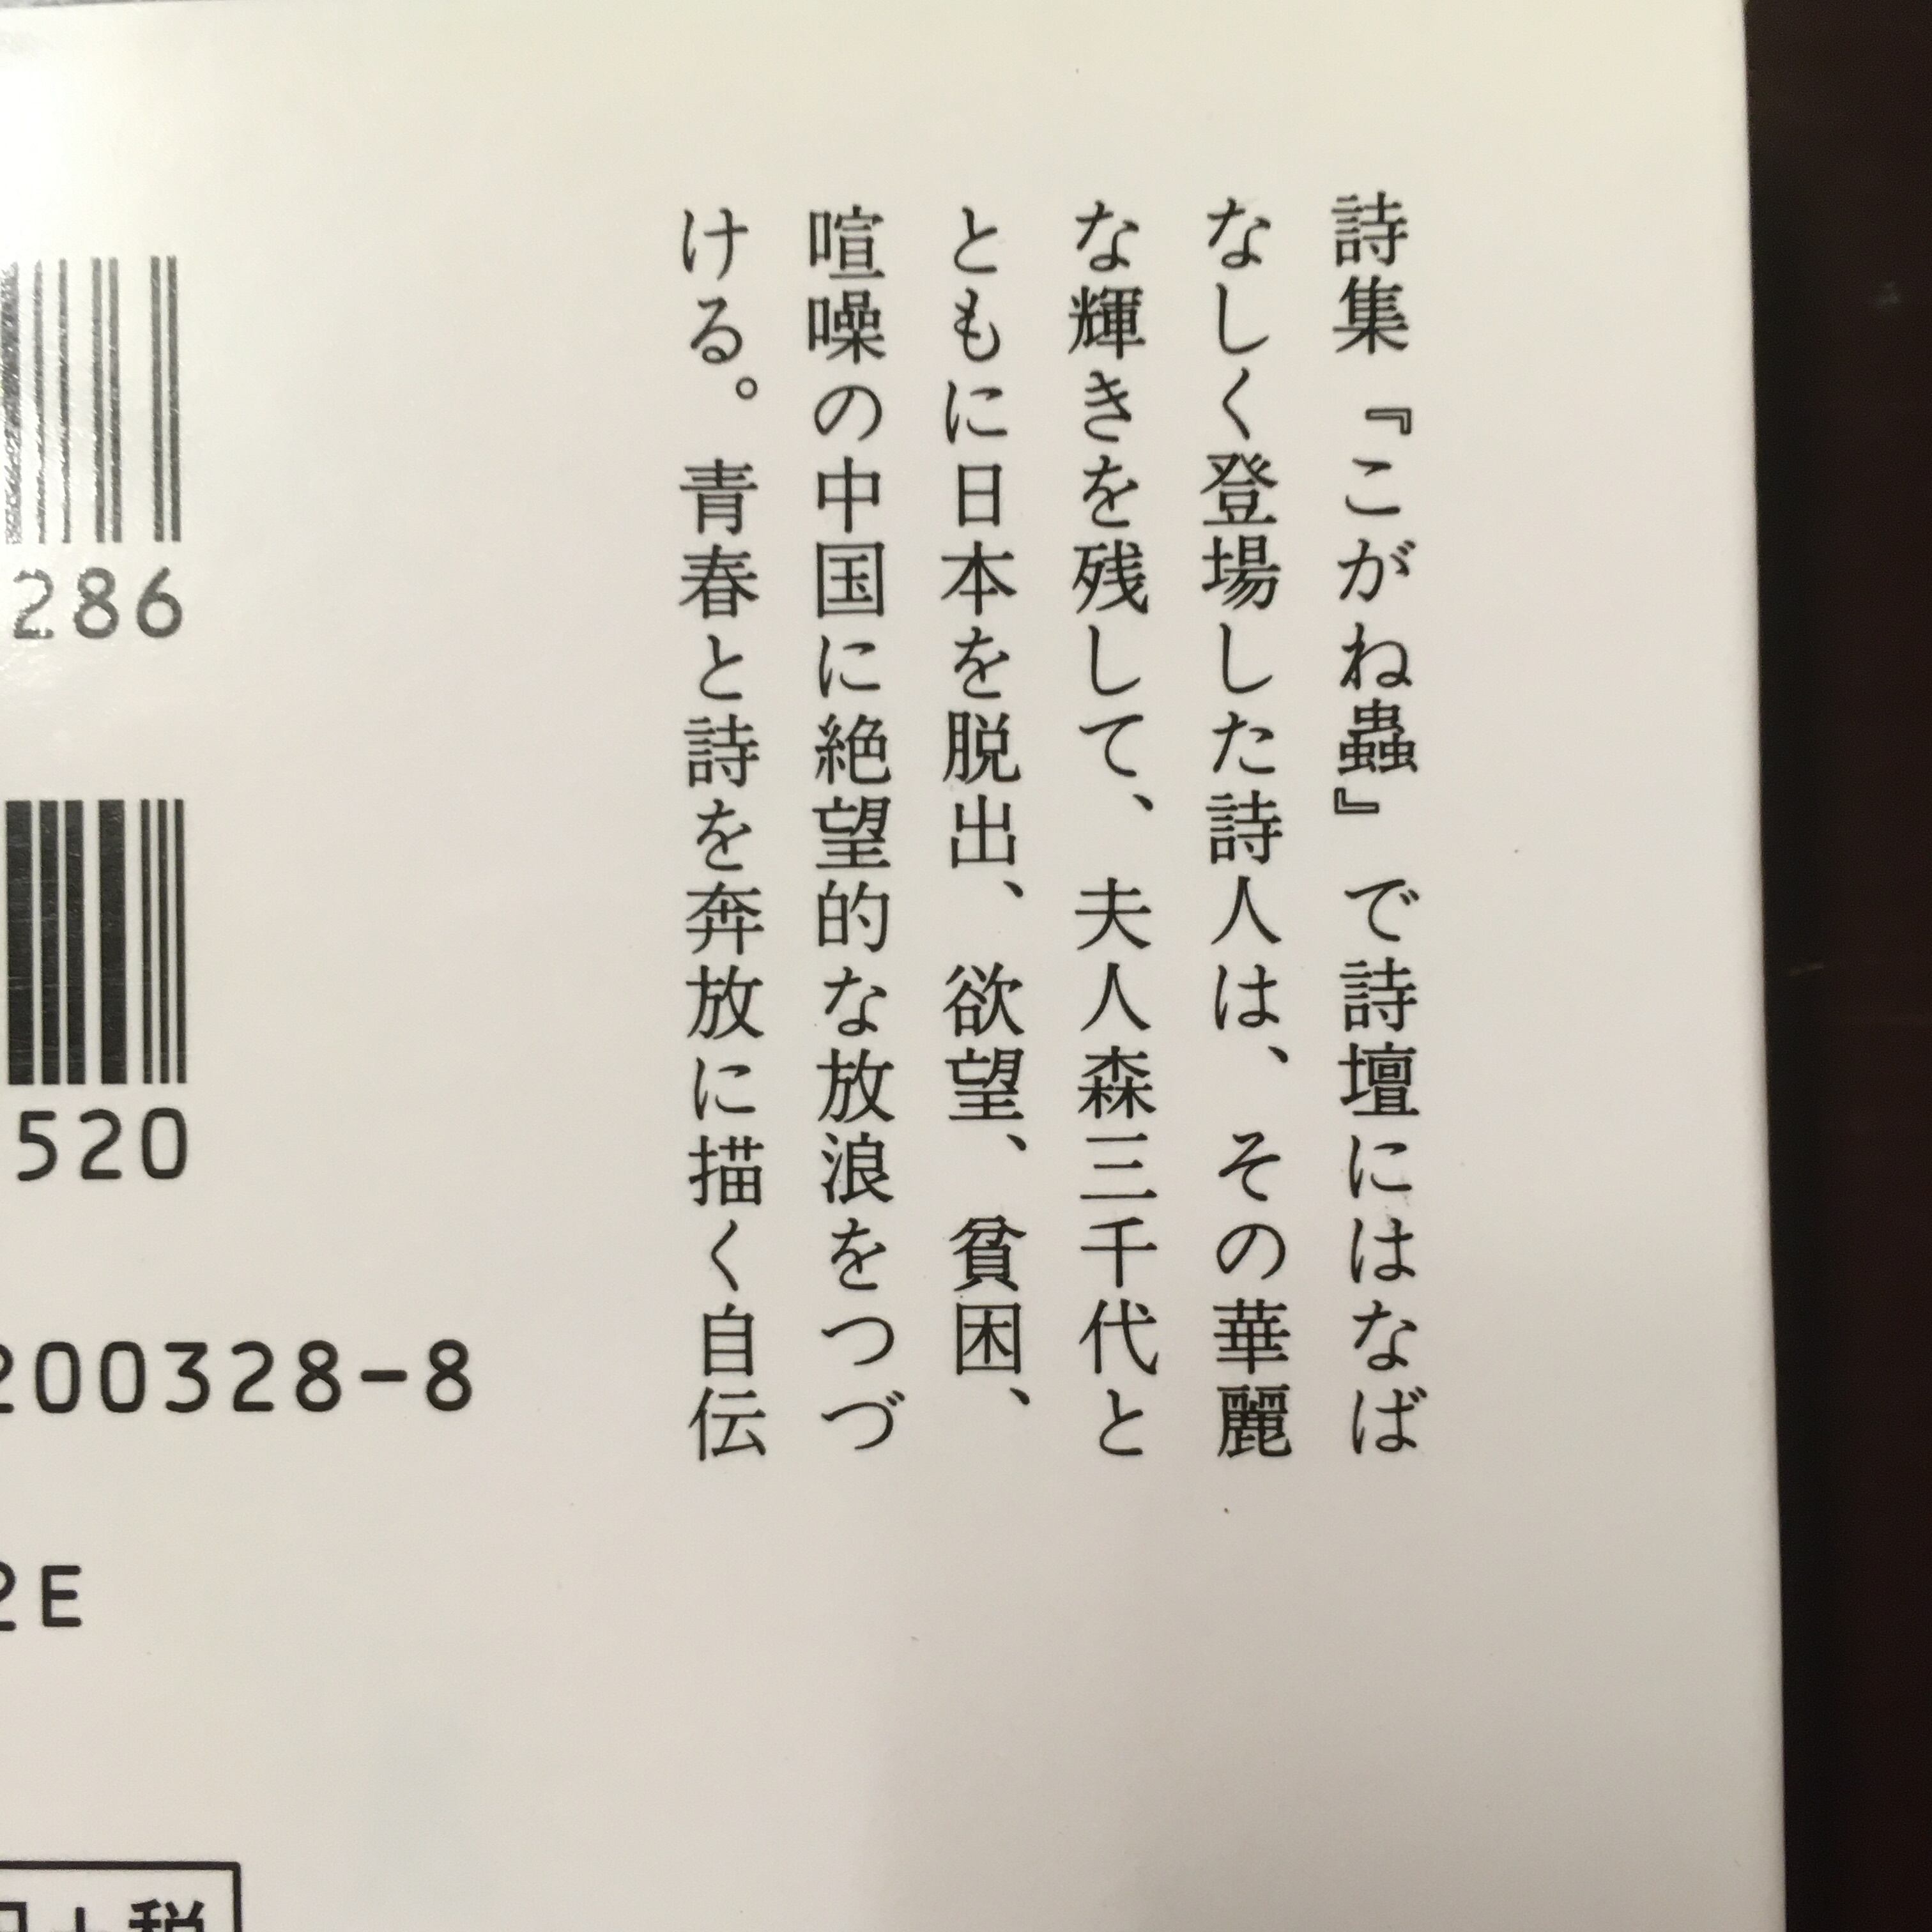 詩集『こがね蟲』で詩壇にはなば
なしく登場した詩人は、その華麗
な輝きを残して、夫人森三千代と
ともに日本を脱出、欲望、貧困、
喧噪の中国に絶望的な放浪をつづ
ける。青春と詩を奔放に描く自伝
286
520
200328-8
2E
+税